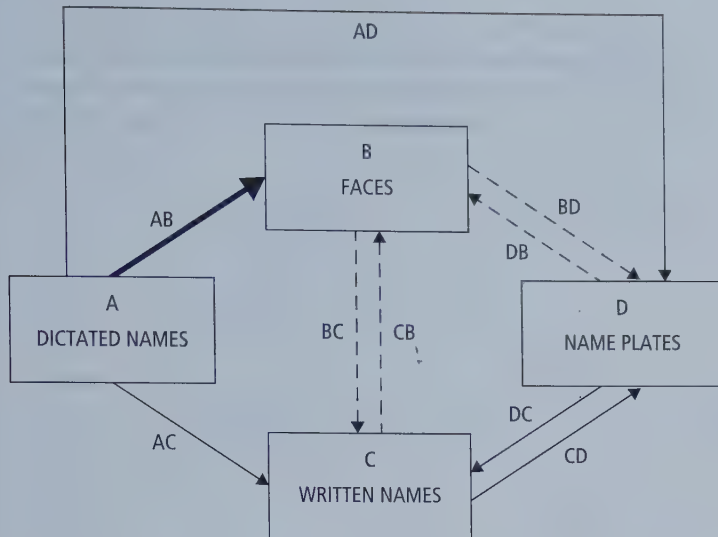 AD
B
FACES
AB
BD
DB
A
DICTATED NAMES
BC
CB
D
NAME PLATES
AC
DC
CD
C
WRITTEN NAMES